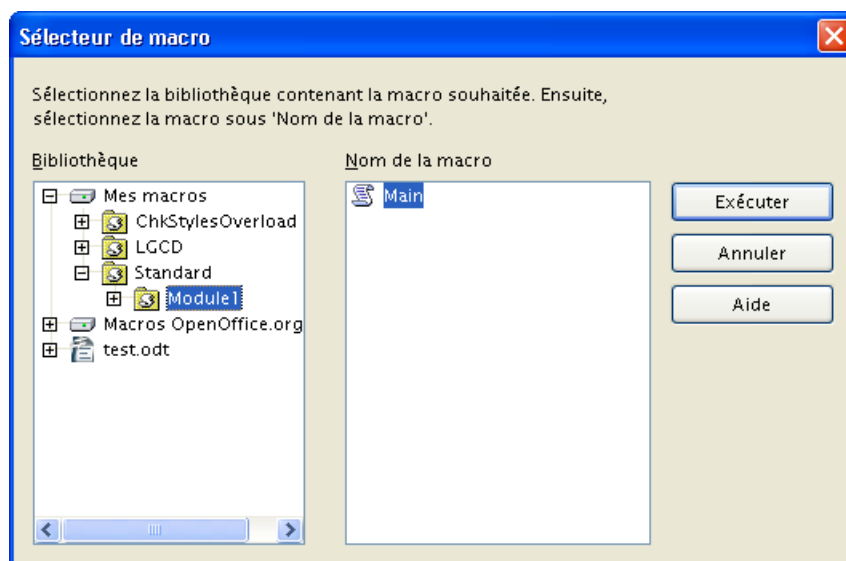 Sélecteur de macro
Sélectionnez la bibliothèque contenant la macro souhaitée. Ensuite,
sélectionnez la macro sous 'Nom de la macro'.
Bibliothèque
Mes macros
ChkStylesOverload
LGCD
Standard
Module1
Macros OpenOffice.org
test.odt
Nom de la macro
Main
Exécuter
Annuler
Aide